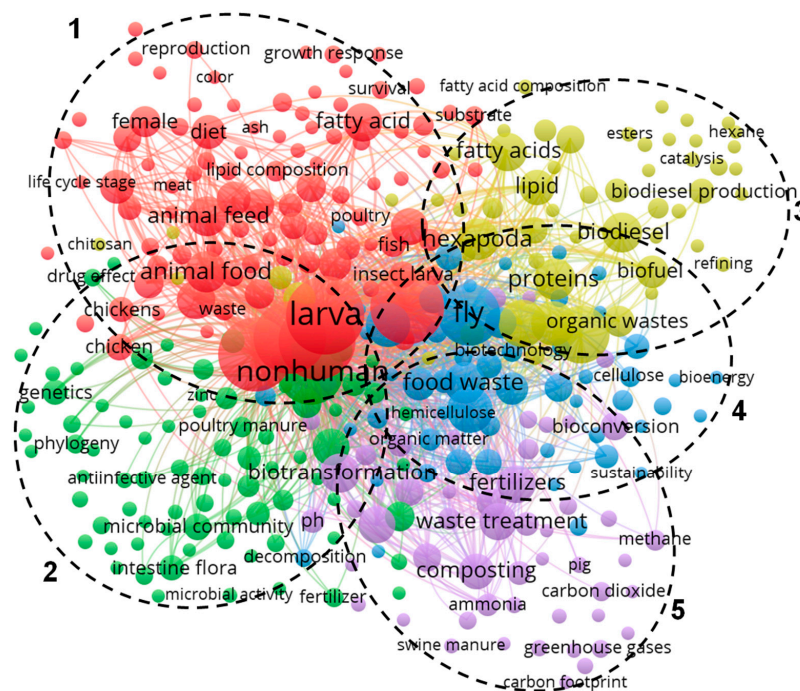 1
reproduction
growth response
color
survival
fatty acid composition
female
diet
ash
fatty acid
substrate
esters
hexane
fatty acids
catalysis
life cycle stage
meat
lipid composition
lipid
biodiesel production
animal feed
poultry
3
chitosan
fish
hexapoda
biodiesel
drug effect
animal food
insect larva
proteins
biofuel
refining
chickens
waste
larva
fly
organic wastes
chicken
nonhuman
biotechnology
genetics
zinc
food waste
cellulose
bioenergy
phylogeny
poultry manure
hemicellulose
organic matter
bioconversion
4
antiinfective agent
biotransformation
fertilizers
sustainability
microbial community
ph
waste treatment
methane
2
intestine flora
decomposition
composting
pig
microbial activity
fertilizer
ammonia
carbon dioxide
5
swine manure
greenhouse gases
carbon footprint